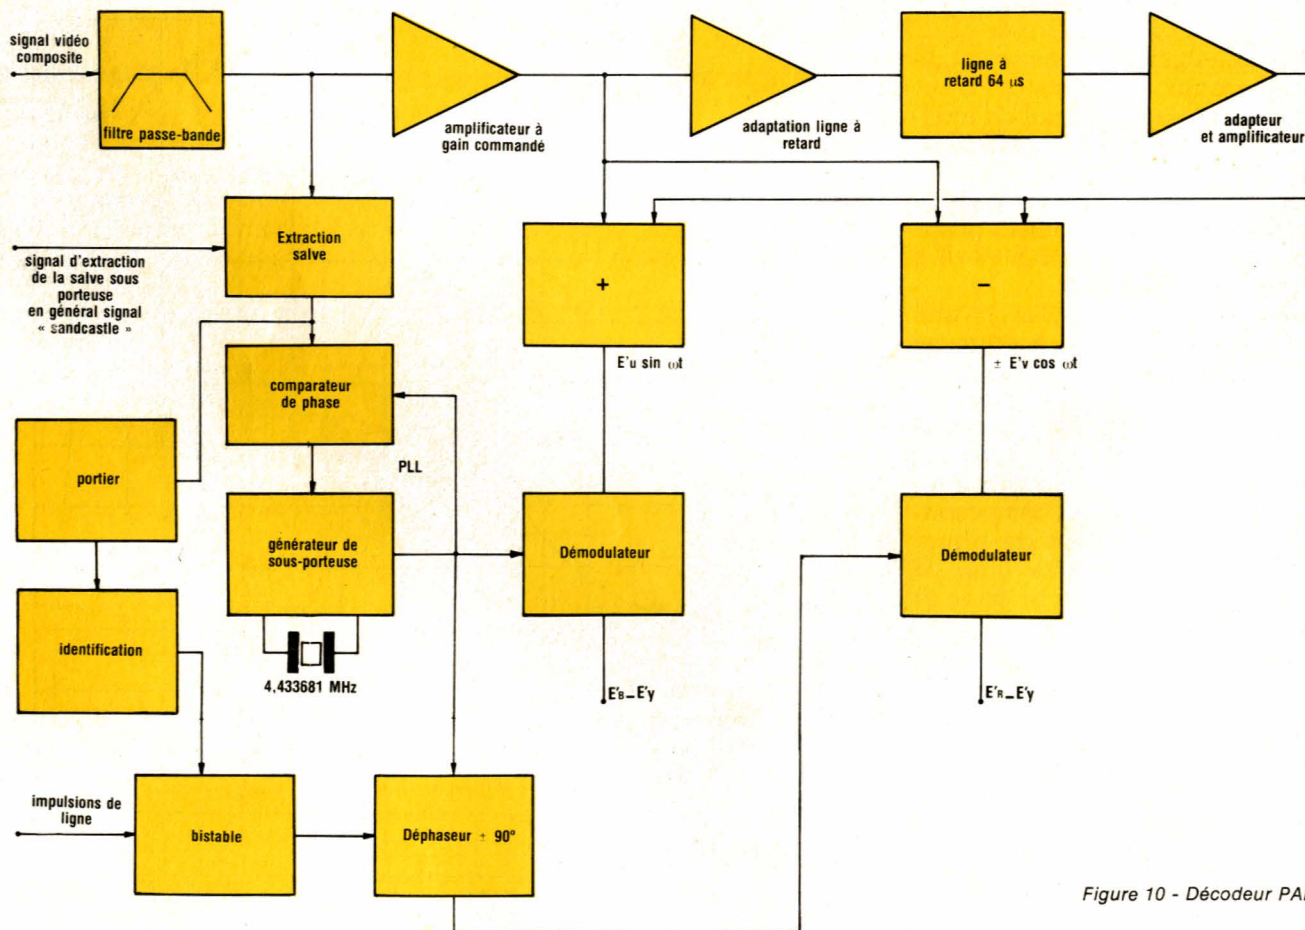 signal vidéo
composite
filtre passe-bande
amplificateur à
gain commandé
adaptation ligne à
retard
ligne à
retard 64 µs
adapteur
et amplificateur
Extraction
salve
signal d'extraction
de la salve sous
porteuse
en général signal
« sandcastle »
+
−
E'u sin ωt
± E'v cos ωt
comparateur
de phase
PLL
portier
générateur de
sous-porteuse
Démodulateur
Démodulateur
identification
4,433681 MHz
E'B_E'y
E'R_E'y
impulsions de
ligne
bistable
Déphaseur ± 90°
Figure 10 - Décodeur PA